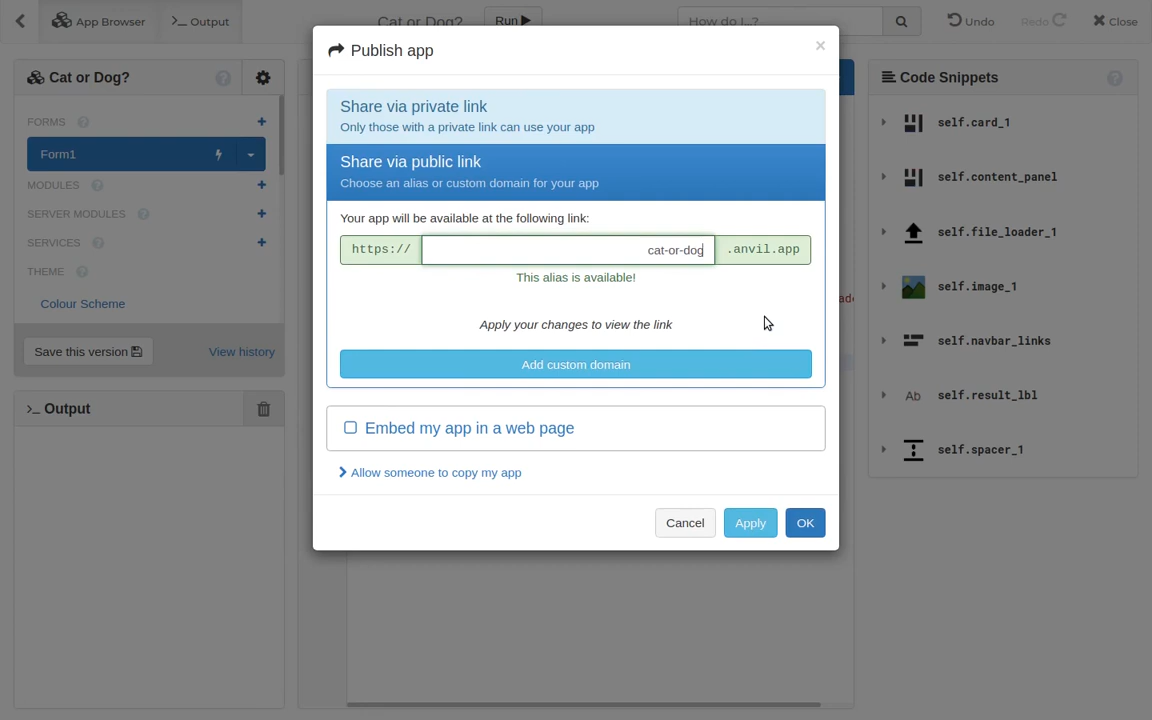 App Browser
>_ Output
Cat or Dog?
Run
How do I...?
Undo
Redo
Close
Publish app
×
Share via private link
Only those with a private link can use your app
Share via public link
Choose an alias or custom domain for your app
Your app will be available at the following link:
https://
cat-or-dog
.anvil.app
This alias is available!
Apply your changes to view the link
Add custom domain
Embed my app in a web page
Allow someone to copy my app
Cancel
Apply
OK
Cat or Dog?
?
FORMS ?
+
Form1
MODULES ?
+
SERVER MODULES ?
+
SERVICES ?
+
THEME ?
Colour Scheme
Save this version
View history
>_ Output
Code Snippets
?
self.card_1
self.content_panel
self.file_loader_1
self.image_1
self.navbar_links
Ab self.result_lbl
self.spacer_1